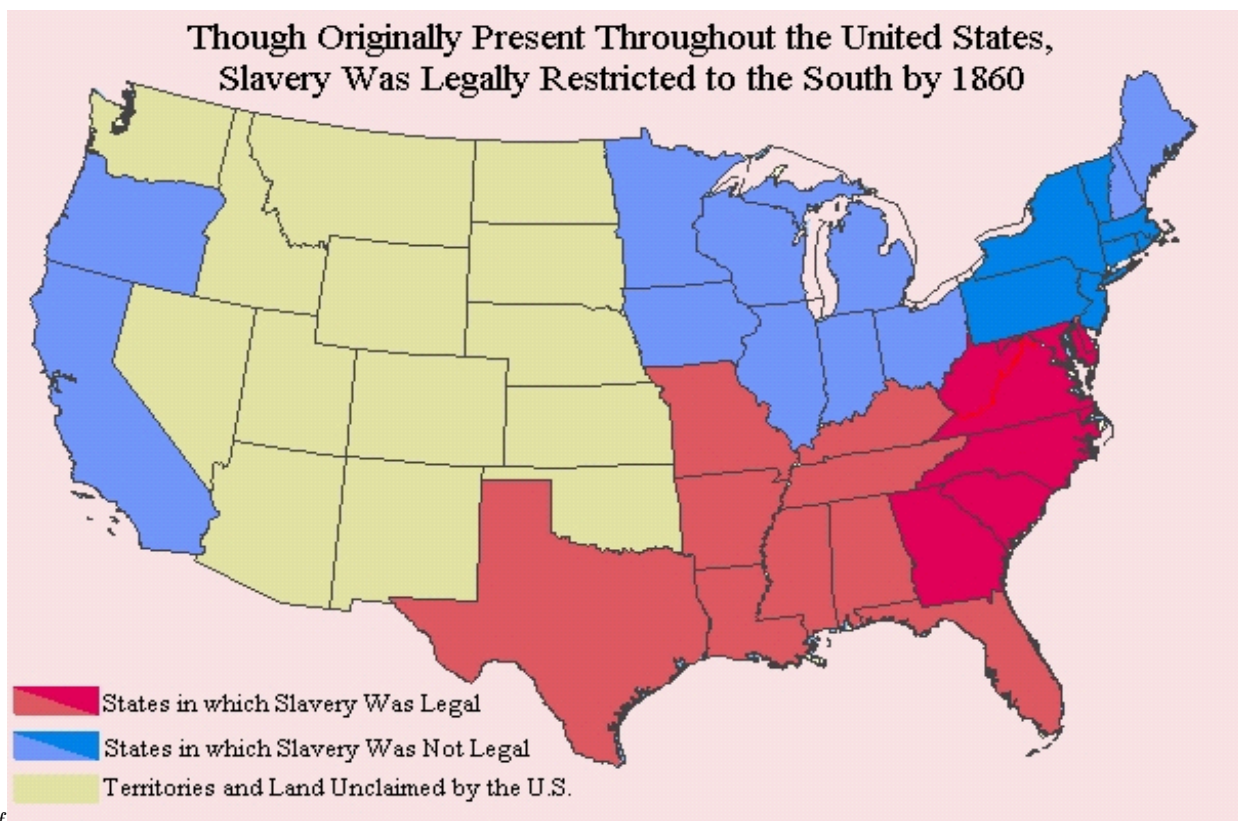 Though Originally Present Throughout the United States,
Slavery Was Legally Restricted to the South by 1860
States in which Slavery Was Legal
States in which Slavery Was Not Legal
Territories and Land Unclaimed by the U.S.